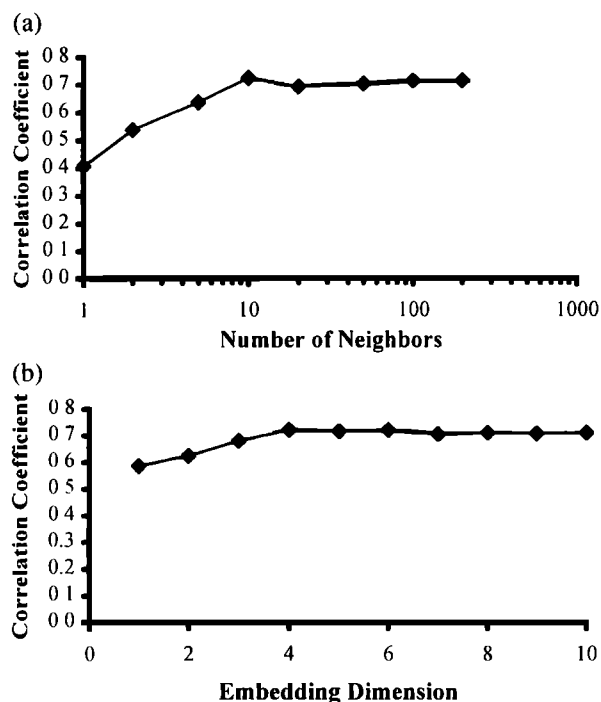 (a)
Correlation Coefficient
0 8
0 7
0 6
0 5
0 4
0 3
0 2
0 1
0 0
1 10 100 1000
Number of Neighbors
(b)
Correlation Coefficient
0 8
0 7
0 6
0 5
0 4
0 3
0 2
0 1
0 0
0 2 4 6 8 10
Embedding Dimension